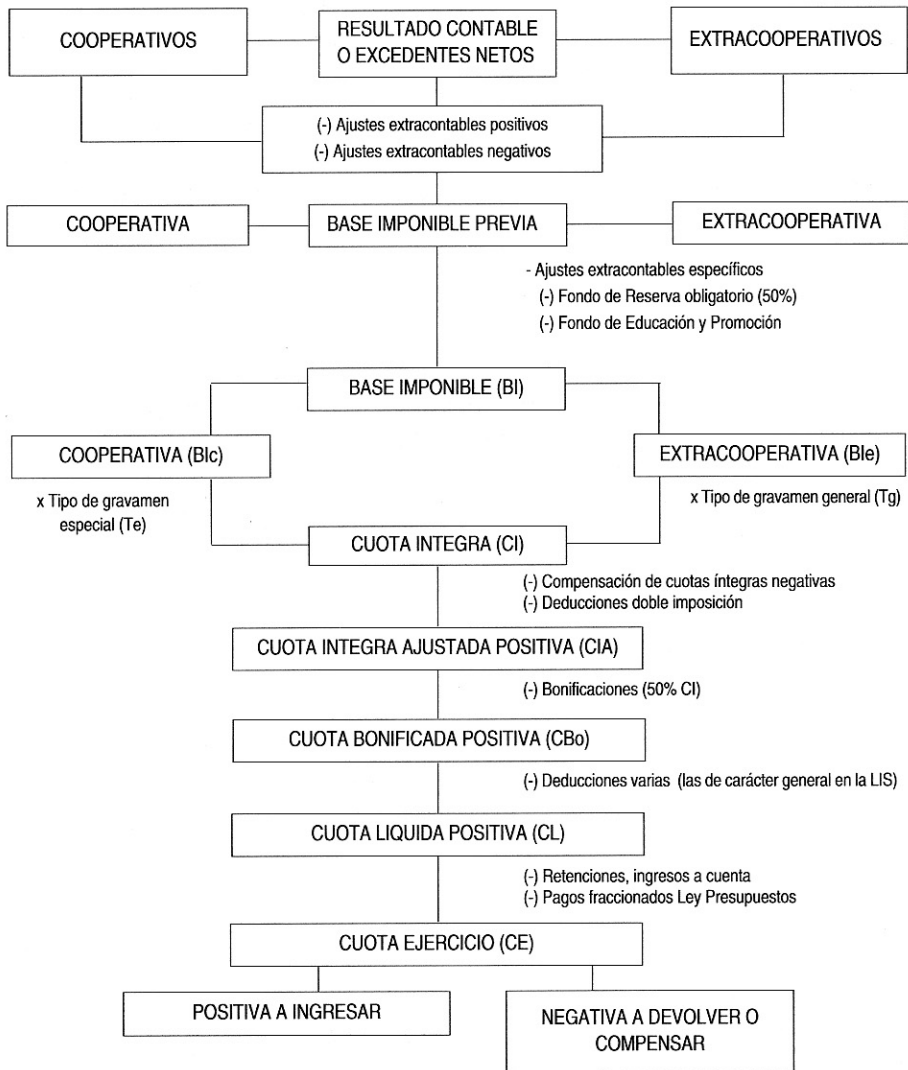 COOPERATIVOS
RESULTADO CONTABLE
O EXCEDENTES NETOS
EXTRACOOPERATIVOS
(-) Ajustes extracontables positivos
(-) Ajustes extracontables negativos
COOPERATIVA
BASE IMPONIBLE PREVIA
EXTRACOOPERATIVA
- Ajustes extracontables específicos
(-) Fondo de Reserva obligatorio (50%)
(-) Fondo de Educación y Promoción
BASE IMPONIBLE (BI)
COOPERATIVA (BIc)
EXTRACOOPERATIVA (BIe)
x Tipo de gravamen
especial (Te)
x Tipo de gravamen general (Tg)
CUOTA INTEGRA (CI)
(-) Compensación de cuotas íntegras negativas
(-) Deducciones doble imposición
CUOTA INTEGRA AJUSTADA POSITIVA (CIA)
(-) Bonificaciones (50% CI)
CUOTA BONIFICADA POSITIVA (CBo)
(-) Deducciones varias (las de carácter general en la LIS)
CUOTA LIQUIDA POSITIVA (CL)
(-) Retenciones, ingresos a cuenta
(-) Pagos fraccionados Ley Presupuestos
CUOTA EJERCICIO (CE)
POSITIVA A INGRESAR
NEGATIVA A DEVOLVER O
COMPENSAR